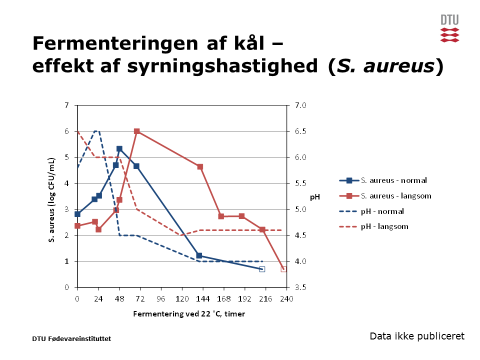 DTU
Fermenteringen af kål –
effekt af syrningshastighed (S. aureus)
7
6
5
4
3
2
1
0
S. aureus (log CFU/mL)
7.0
6.5
6.0
5.5
5.0
4.5
4.0
3.5
pH
0 24 48 72 96 120 144 168 192 216 240
Fermentering ved 22 °C, timer
S. aureus - normal
S. aureus - langsom
pH - normal
pH - langsom
DTU Fødevareinstituttet
Data ikke publiceret